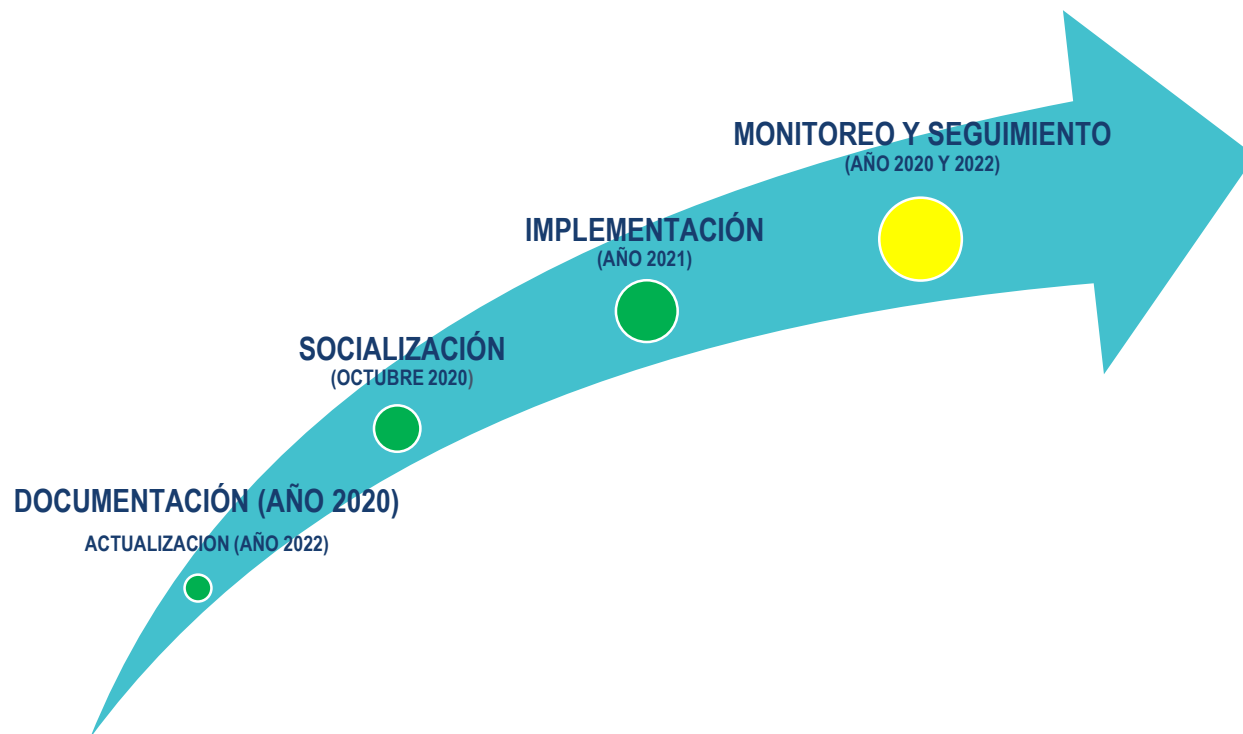 MONITOREO Y SEGUIMIENTO
(AÑO 2020 Y 2022)
IMPLEMENTACIÓN
(AÑO 2021)
SOCIALIZACIÓN
(OCTUBRE 2020)
DOCUMENTACIÓN (AÑO 2020)
ACTUALIZACION (AÑO 2022)